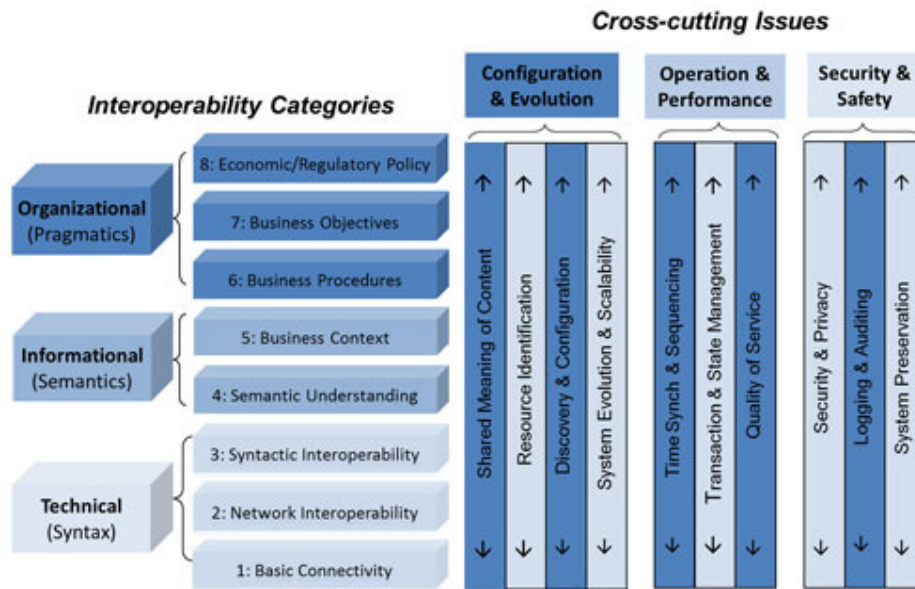 Cross-cutting Issues
Configuration
& Evolution
Operation &
Performance
Security &
Safety
Interoperability Categories
Organizational
(Pragmatics)
8: Economic/Regulatory Policy
7: Business Objectives
6: Business Procedures
Informational
(Semantics)
5: Business Context
4: Semantic Understanding
Technical
(Syntax)
3: Syntactic Interoperability
2: Network Interoperability
1: Basic Connectivity
Shared Meaning of Content
Resource Identification
Discovery & Configuration
System Evolution & Scalability
Time Synch & Sequencing
Transaction & State Management
Quality of Service
Security & Privacy
Logging & Auditing
System Preservation